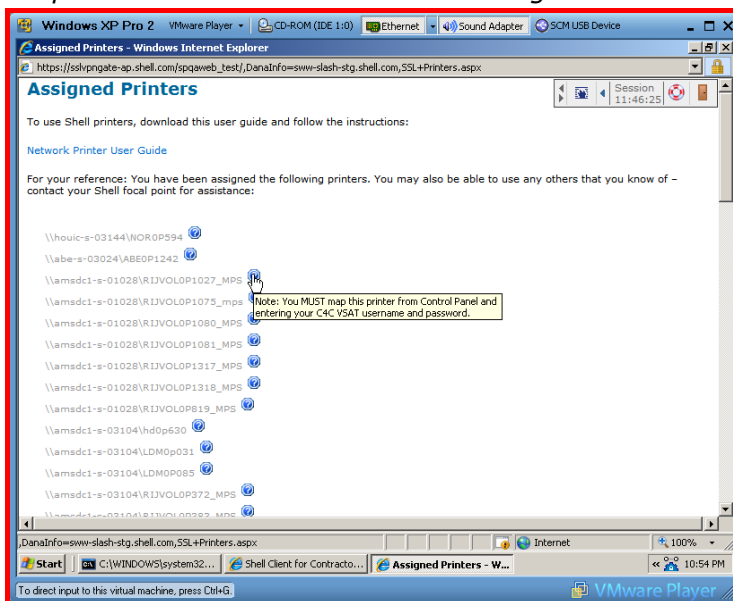 Windows XP Pro 2 VMware Player CD-ROM (IDE 1:0) Ethernet Sound Adapter SCM USB Device
Assigned Printers - Windows Internet Explorer
https://sslvpngate-ap.shell.com/spqaweb_test/,DanaInfo=sww-slash-stg.shell.com,SSL+Printers.aspx
Assigned Printers
Session
11:46:25
To use Shell printers, download this user guide and follow the instructions:
Network Printer User Guide
For your reference: You have been assigned the following printers. You may also be able to use any others that you know of –
contact your Shell focal point for assistance:
\\houic-s-03144\NOR0P594
\\abe-s-03024\ABE0P1242
\\amsdc1-s-01028\RIJVOL0P1027_MPS
\\amsdc1-s-01028\RIJVOL0P1075_mps
Note: You MUST map this printer from Control Panel and
entering your C4C VSAT username and password.
\\amsdc1-s-01028\RIJVOL0P1080_MPS
\\amsdc1-s-01028\RIJVOL0P1081_MPS
\\amsdc1-s-01028\RIJVOL0P1317_MPS
\\amsdc1-s-01028\RIJVOL0P1318_MPS
\\amsdc1-s-01028\RIJVOL0P819_MPS
\\amsdc1-s-03104\hd0p630
\\amsdc1-s-03104\LDM0p031
\\amsdc1-s-03104\LDM0P085
\\amsdc1-s-03104\RIJVOL0P372_MPS
,DanaInfo=sww-slash-stg.shell.com,SSL+Printers.aspx Internet 100%
Start C:\WINDOWS\system32... Shell Client for Contracto... Assigned Printers - W... 10:54 PM
To direct input to this virtual machine, press Ctrl+G. VMware Player